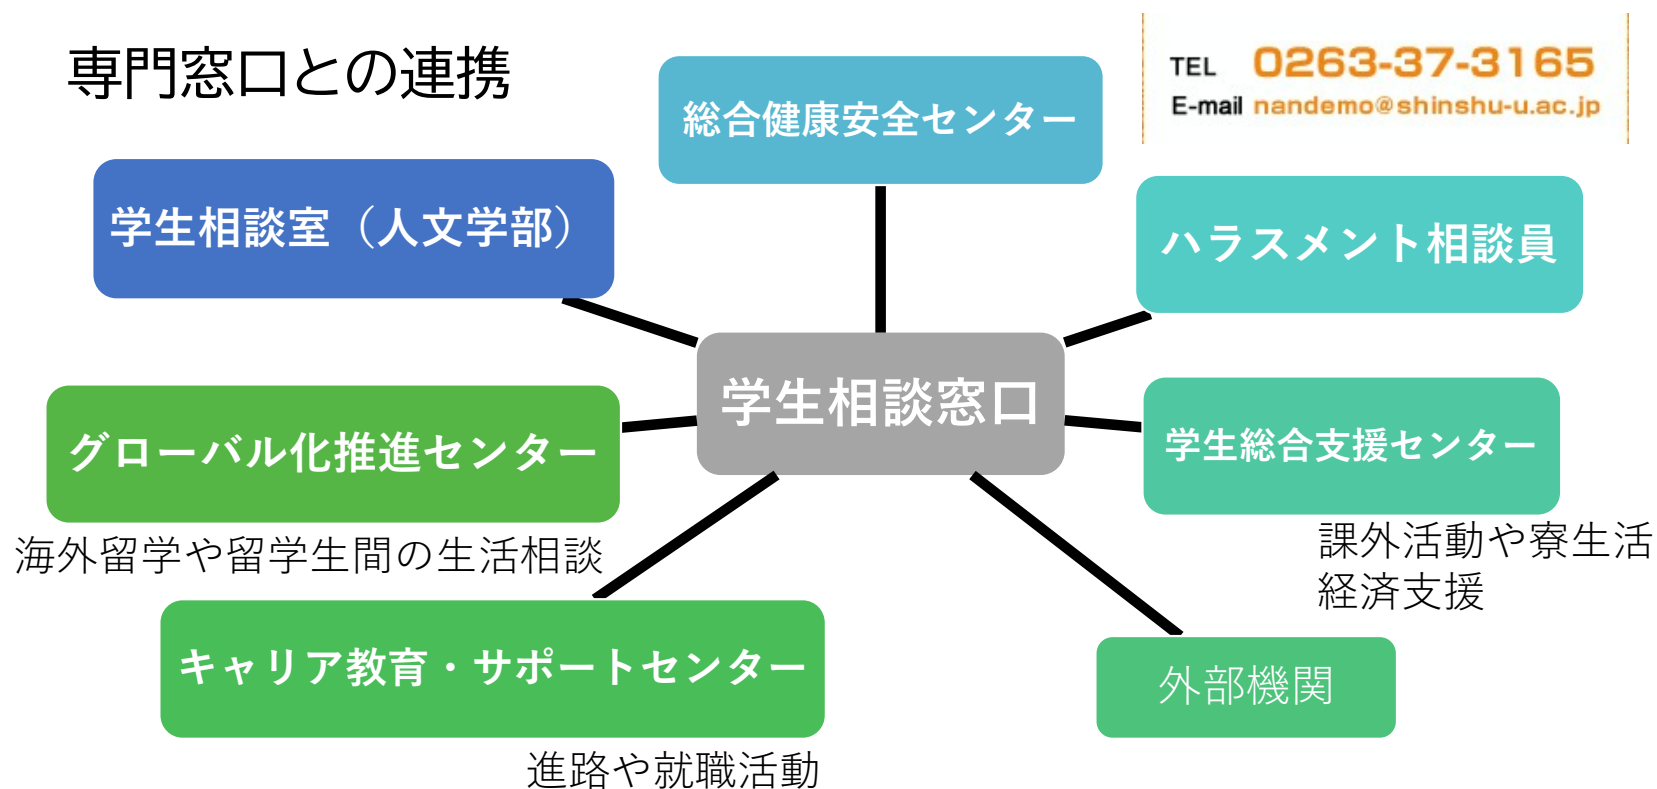 専門窓口との連携
TEL 0263-37-3165
E-mail nandemo@shinshu-u.ac.jp
総合健康安全センター
学生相談室（人文学部）
ハラスメント相談員
学生相談窓口
グローバル化推進センター
海外留学や留学生間の生活相談
学生総合支援センター
課外活動や寮生活
経済支援
キャリア教育・サポートセンター
進路や就職活動
外部機関